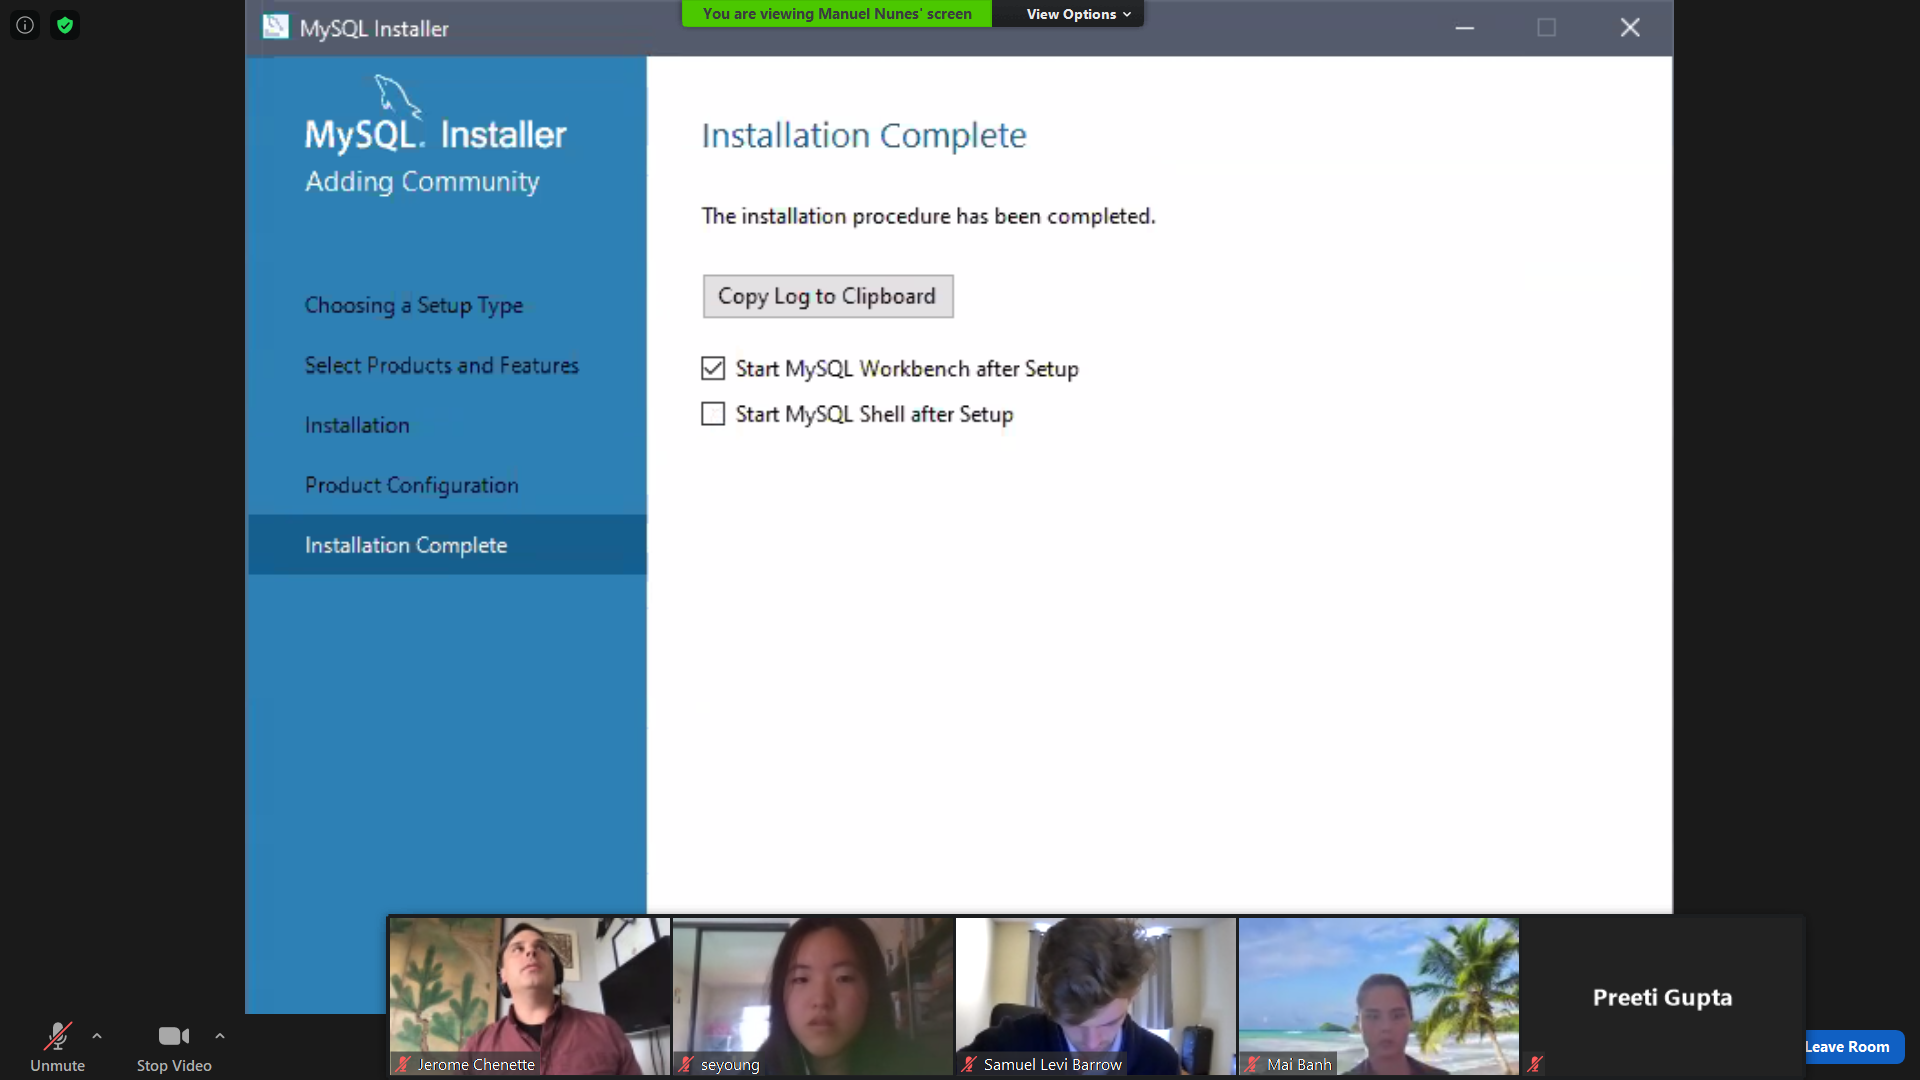 You are viewing Manuel Nunes' screen
View Options
MySQL Installer
MySQL. Installer
Adding Community
Choosing a Setup Type
Select Products and Features
Installation
Product Configuration
Installation Complete
Installation Complete
The installation procedure has been completed.
Copy Log to Clipboard
Start MySQL Workbench after Setup
Start MySQL Shell after Setup
Jerome Chenette
seyoung
Samuel Levi Barrow
Mai Banh
Preeti Gupta
Unmute
Stop Video
Leave Room